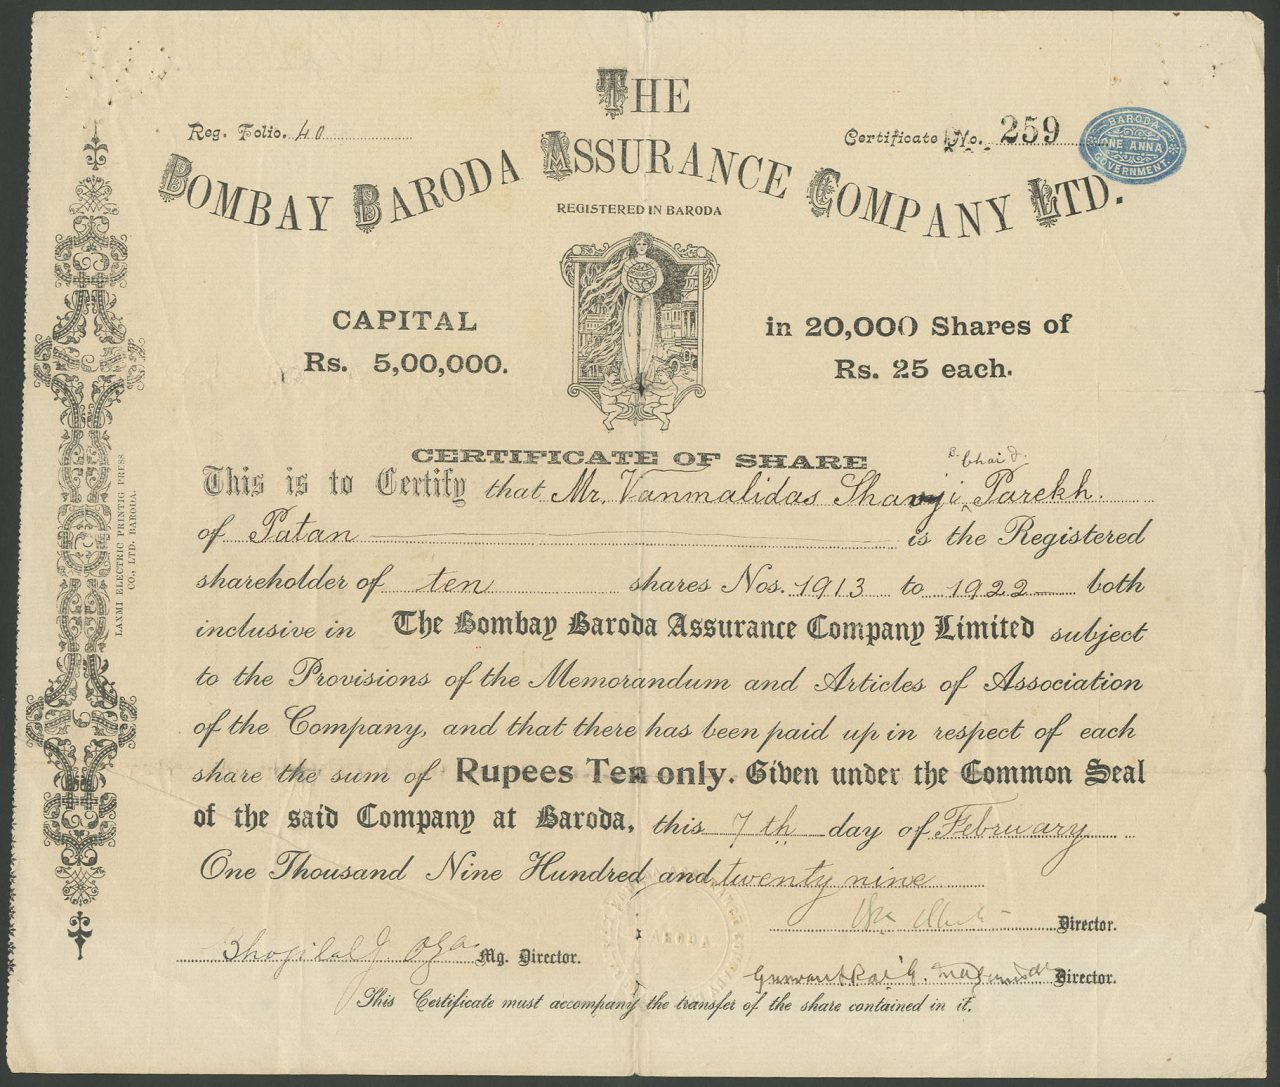 THE
Reg. Folio. 40
Certificate No. 259
BARODA
ONE ANNA
GOVERNMENT.
BOMBAY BARODA ASSURANCE COMPANY LTD.
REGISTERED IN BARODA
CAPITAL
Rs. 5,00,000.
in 20,000 Shares of
Rs. 25 each.
CERTIFICATE OF SHARE
bhai
This is to Certify that Mr. Vanmalidas Shavji Parekh.
of Patan is the Registered
shareholder of ten shares Nos. 1913 to 1922 both
inclusive in The Bombay Baroda Assurance Company Limited subject
to the Provisions of the Memorandum and Articles of Association
of the Company, and that there has been paid up in respect of each
share the sum of Rupees Ten only. Given under the Common Seal
of the said Company at Baroda, this 7th day of February
One Thousand Nine Hundred and twenty nine
Director.
Bhogilal J. Oza Mg. Director.
Director.
This Certificate must accompany the transfer of the share contained in it.
LAXMI ELECTRIC PRINTIG PRESS
CO., LTD. BARODA.